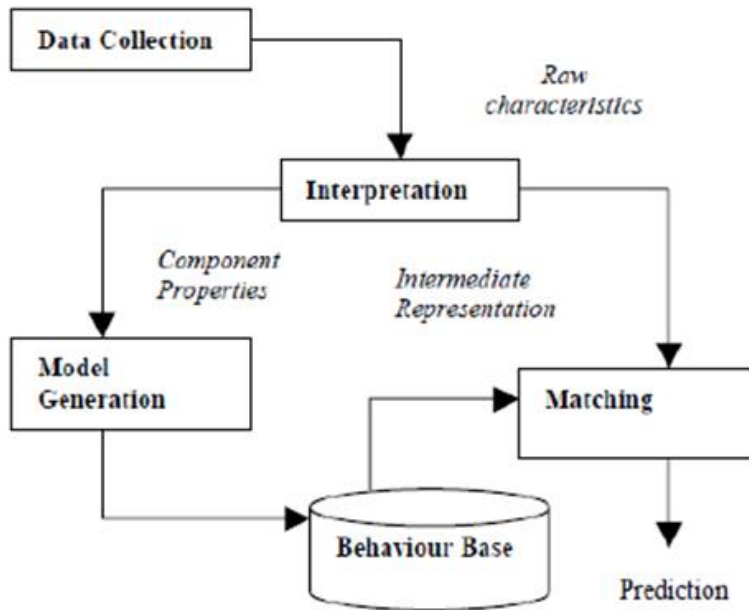 Data Collection
Raw
characteristics
Interpretation
Component
Properties
Intermediate
Representation
Model
Generation
Matching
Behaviour Base
Prediction